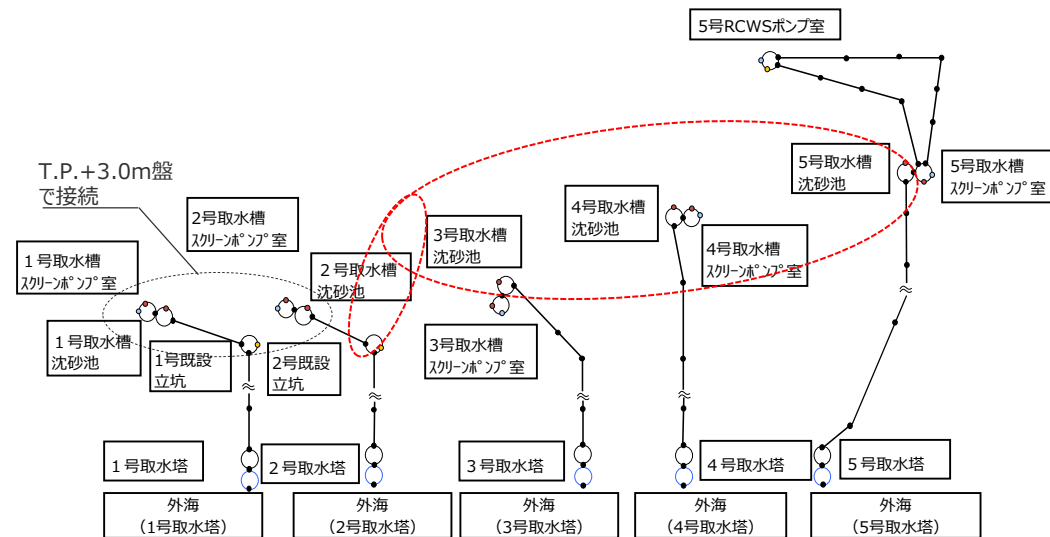 5号RCWSポンプ室
T.P.+3.0m盤
で接続
5号取水槽
沈砂池
5号取水槽
スクリーンポンプ室
4号取水槽
沈砂池
2号取水槽
スクリーンポンプ室
3号取水槽
沈砂池
4号取水槽
スクリーンポンプ室
1号取水槽
スクリーンポンプ室
2号取水槽
沈砂池
1号取水槽
沈砂池
1号既設
立坑
2号既設
立坑
3号取水槽
スクリーンポンプ室
1号取水塔
2号取水塔
3号取水塔
4号取水塔
5号取水塔
外海
(1号取水塔)
外海
(2号取水塔)
外海
(3号取水塔)
外海
(4号取水塔)
外海
(5号取水塔)